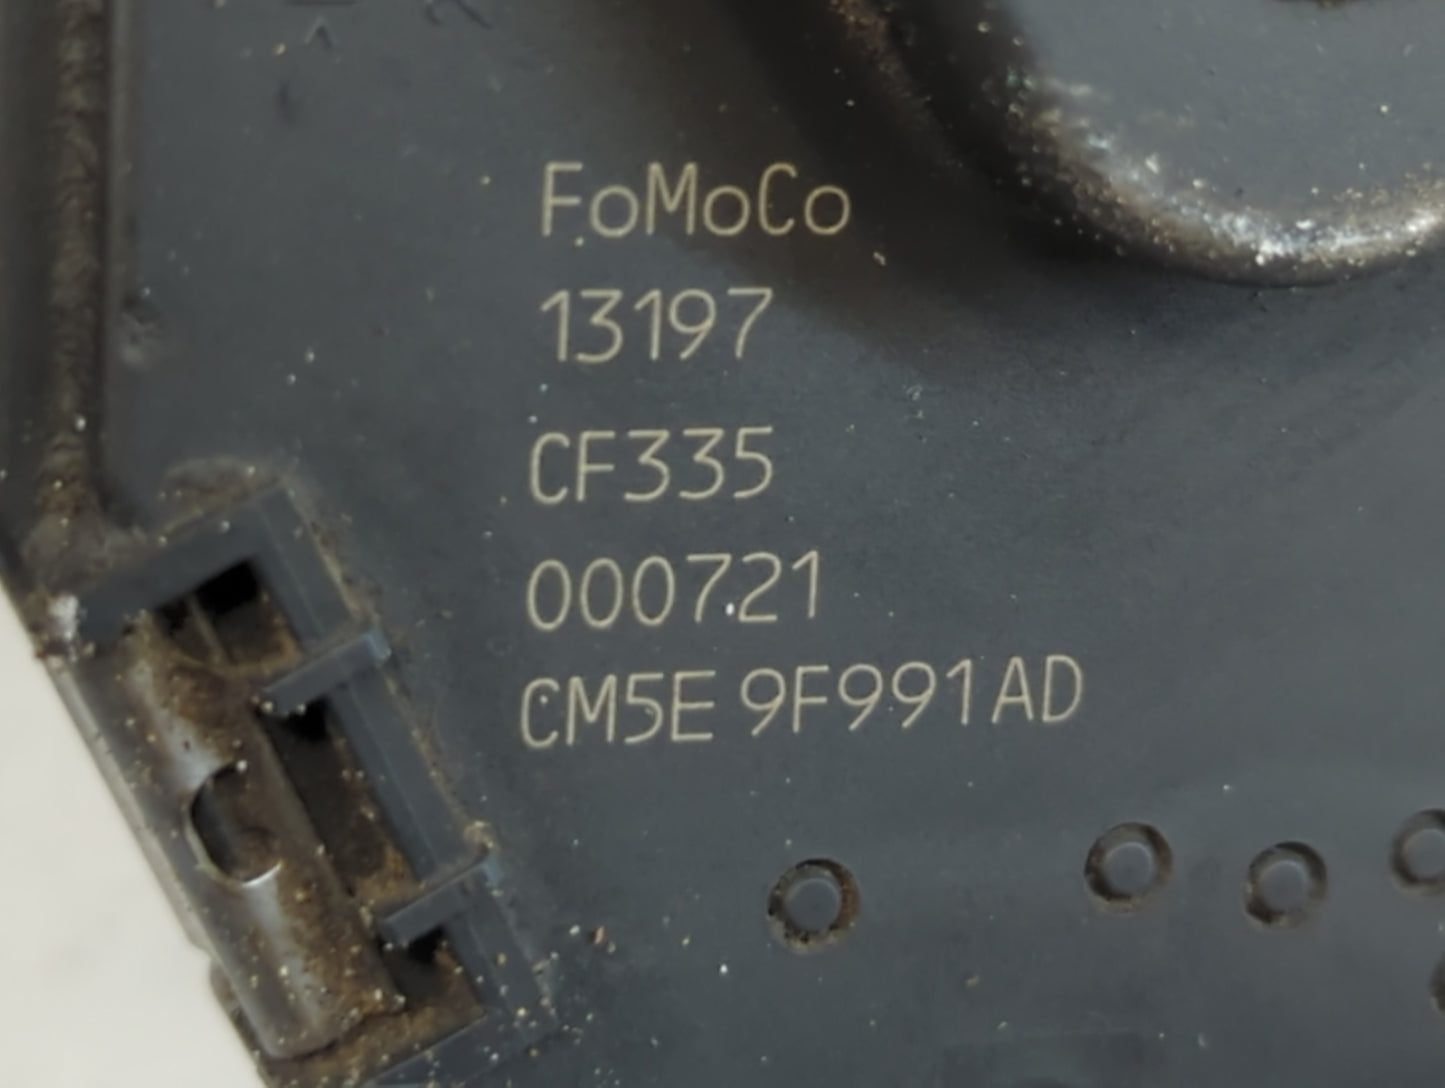 FoMoCo
13197
CF335
000721
CM5E 9F991AD